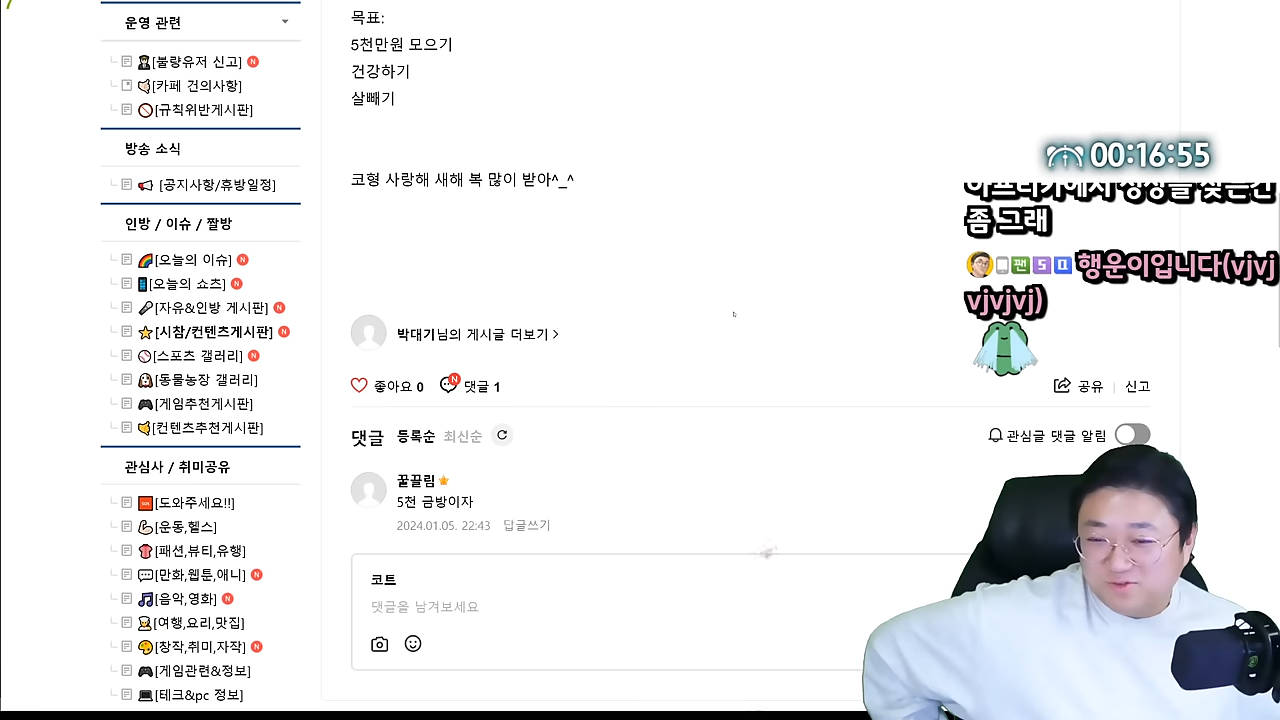 운영 관련
[불량유저 신고] N
[카페 건의사항]
[규칙위반게시판]
방송 소식
[공지사항/휴방일정]
인방 / 이슈 / 짤방
[오늘의 이슈] N
[오늘의 쇼츠] N
[자유&인방 게시판] N
[시참/컨텐츠게시판] N
[스포츠 갤러리] N
[동물농장 갤러리]
[게임추천게시판]
[컨텐츠추천게시판]
관심사 / 취미공유
[도와주세요!!]
[운동,헬스]
[패션,뷰티,유행]
[만화,웹툰,애니] N
[음악,영화] N
[여행,요리,맛집]
[창작,취미,자작] N
[게임관련&정보]
[테크&pc 정보]
목표:
5천만원 모으기
건강하기
살빼기
코형 사랑해 새해 복 많이 받아^_^
박대기님의 게시글 더보기 >
좋아요 0 N 댓글 1
공유 신고
댓글 등록순 최신순
관심글 댓글 알림
꿀끌림
5천 금방이자
2024.01.05. 22:43 답글쓰기
코트
댓글을 남겨보세요
00:16:55
좀 그래
팬 5 행운이입니다(vjvj
vjvjvj)